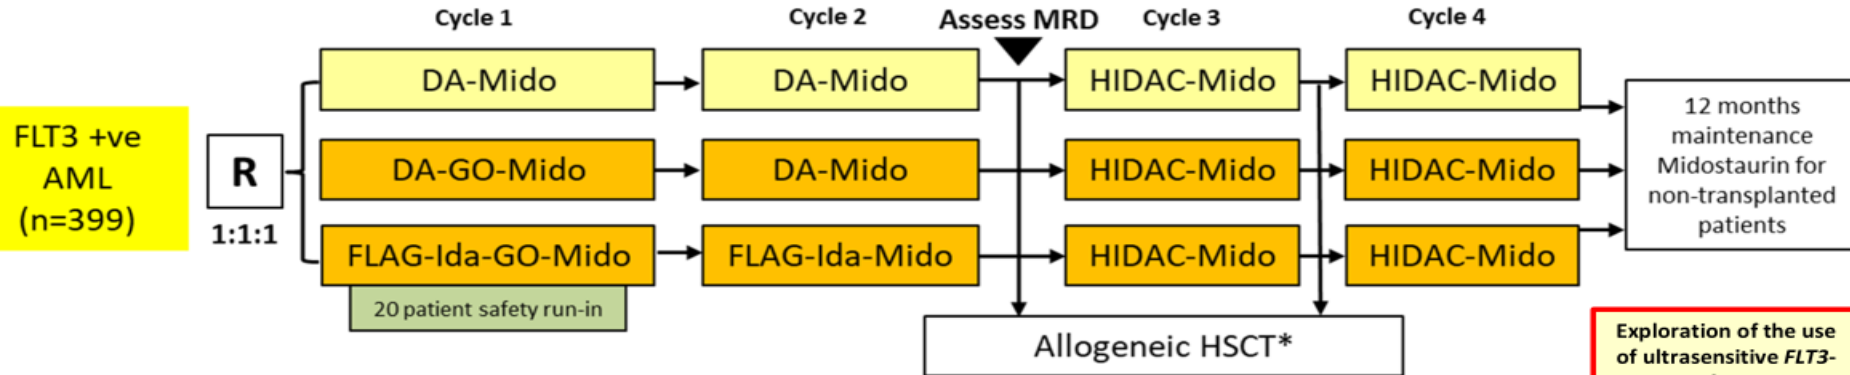 Cycle 1
Cycle 2
Assess MRD
Cycle 3
Cycle 4
FLT3 +ve
AML
(n=399)
R
1:1:1
DA-Mido
DA-Mido
HIDAC-Mido
HIDAC-Mido
DA-GO-Mido
DA-Mido
HIDAC-Mido
HIDAC-Mido
FLAG-Ida-GO-Mido
FLAG-Ida-Mido
HIDAC-Mido
HIDAC-Mido
20 patient safety run-in
12 months
maintenance
Midostaurin for
non-transplanted
patients
Allogeneic HSCT*
Exploration of the use
of ultrasensitive FLT3-